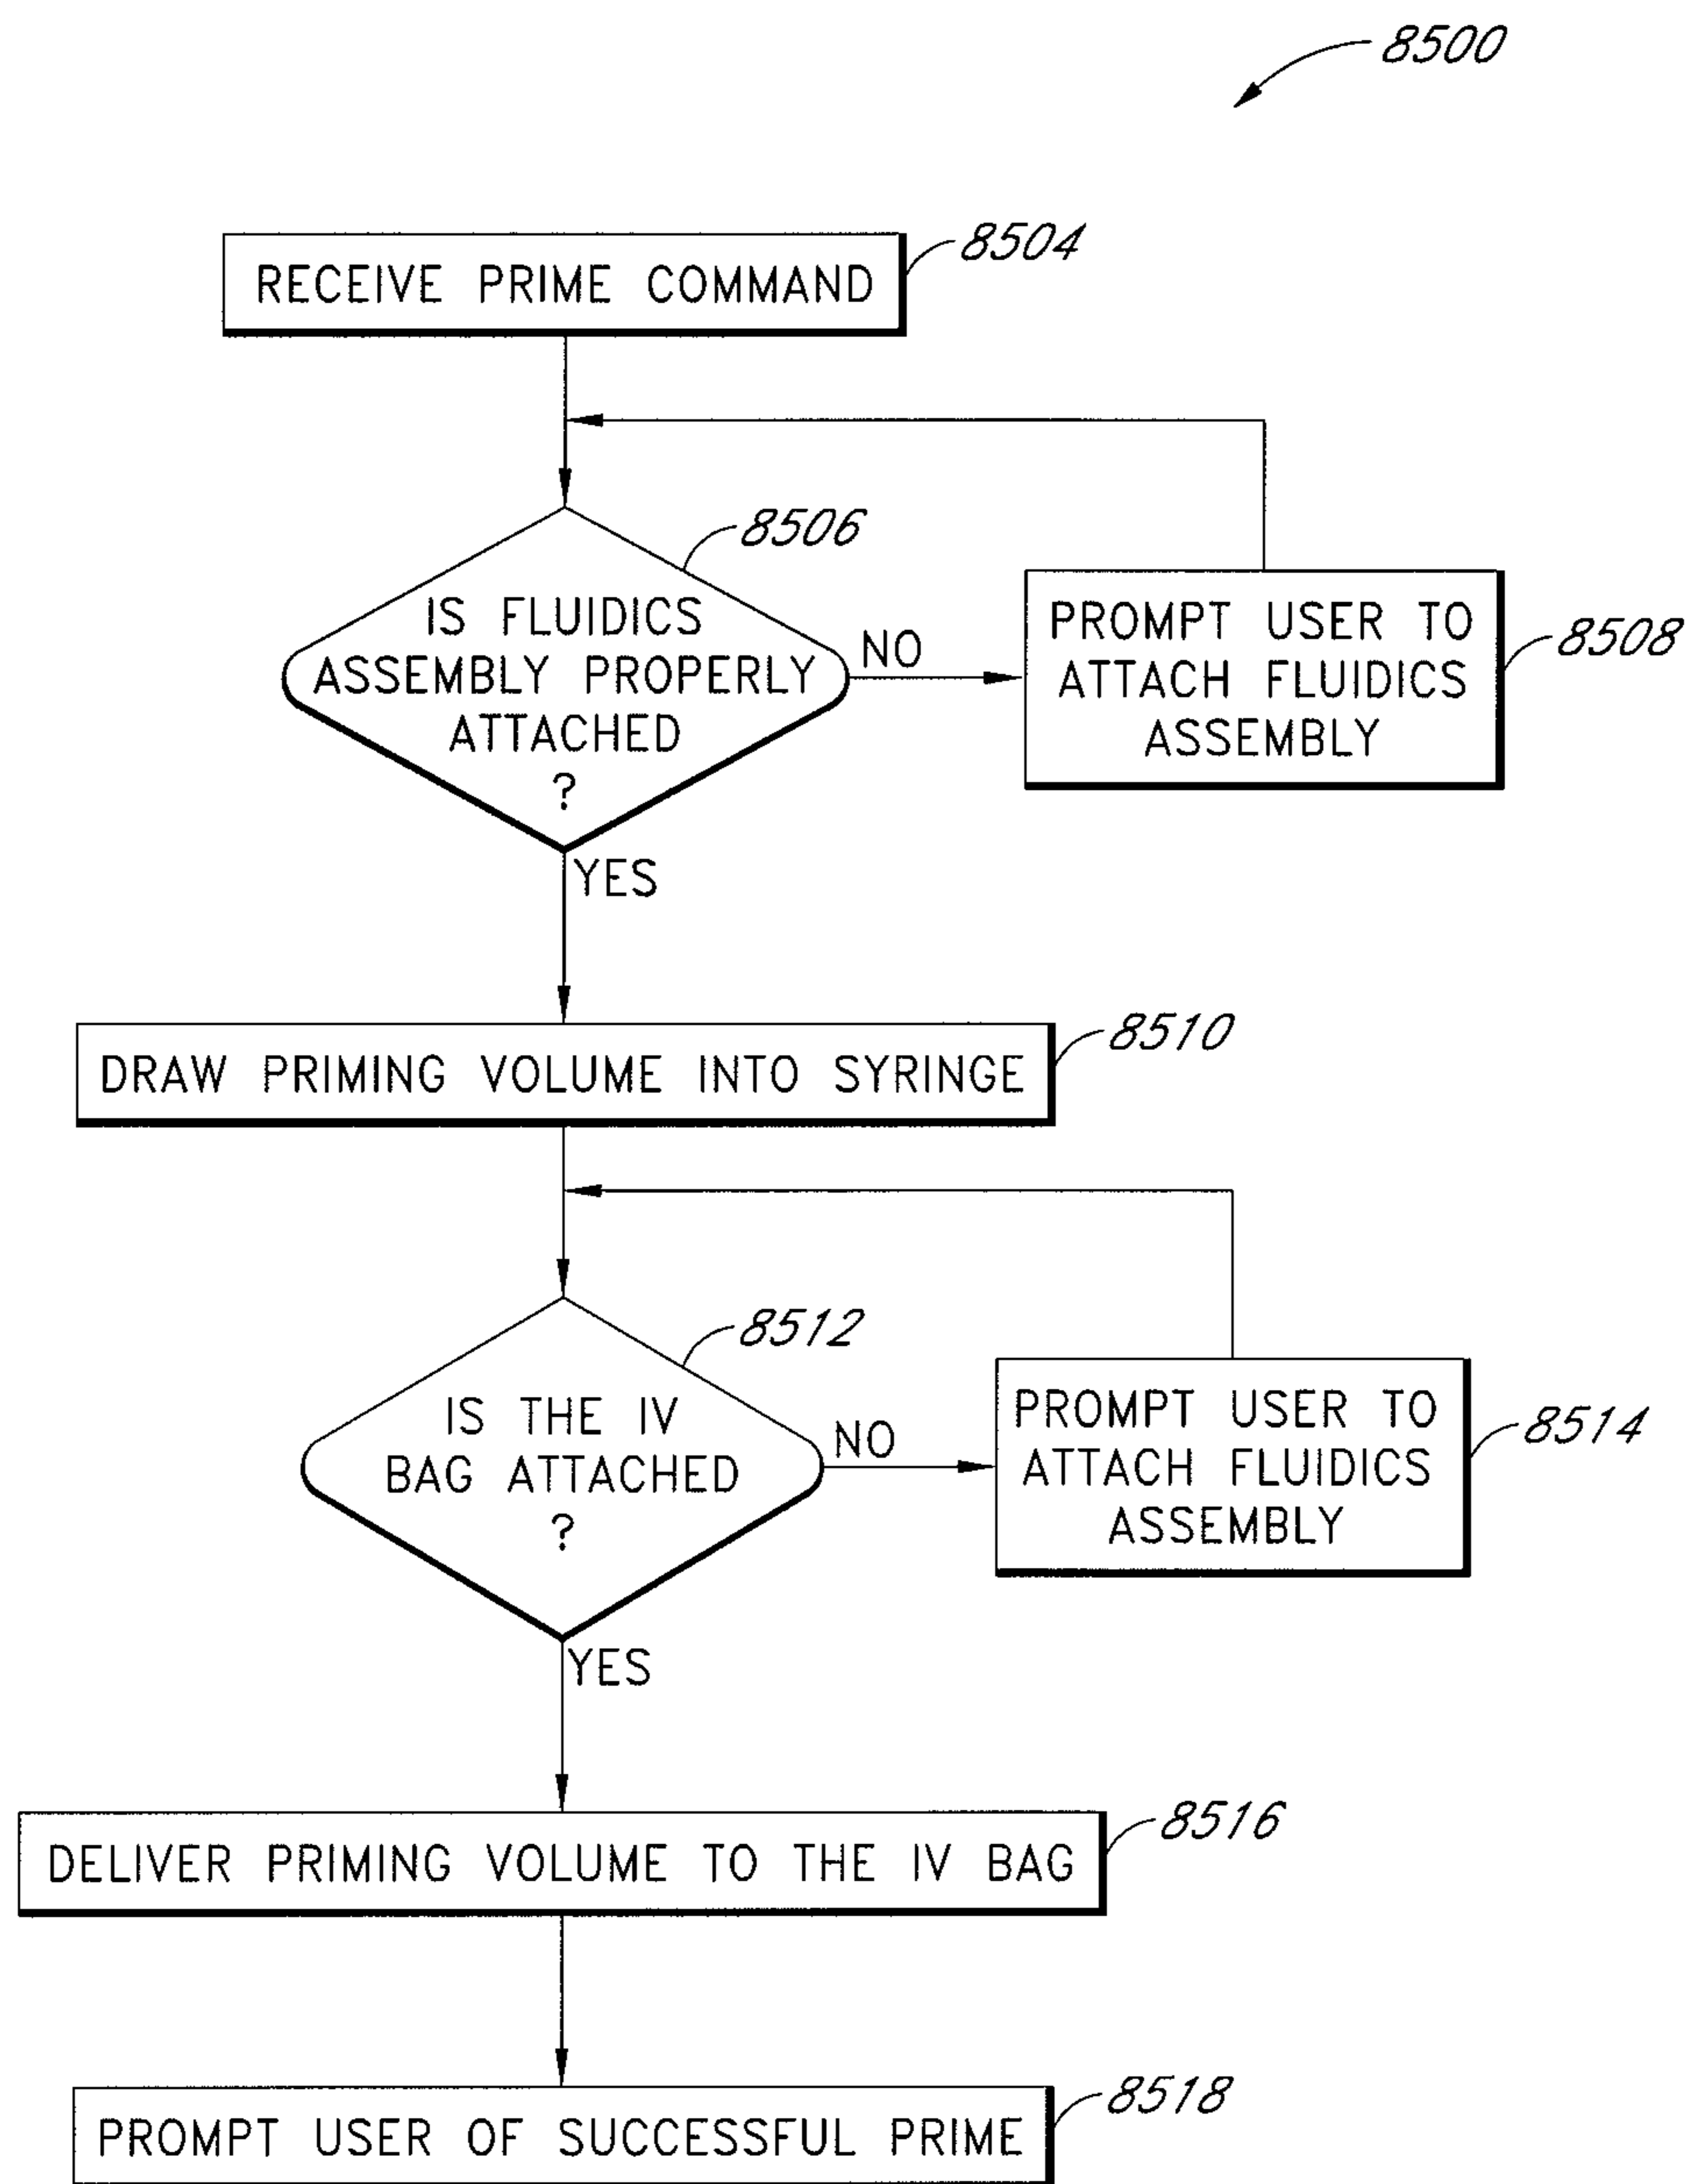 8500
8504
RECEIVE PRIME COMMAND
8506
IS FLUIDICS
ASSEMBLY PROPERLY
ATTACHED
?
NO
PROMPT USER TO
ATTACH FLUIDICS
ASSEMBLY
8508
YES
8510
DRAW PRIMING VOLUME INTO SYRINGE
8512
IS THE IV
BAG ATTACHED
?
NO
PROMPT USER TO
ATTACH FLUIDICS
ASSEMBLY
8514
YES
8516
DELIVER PRIMING VOLUME TO THE IV BAG
8518
PROMPT USER OF SUCCESSFUL PRIME